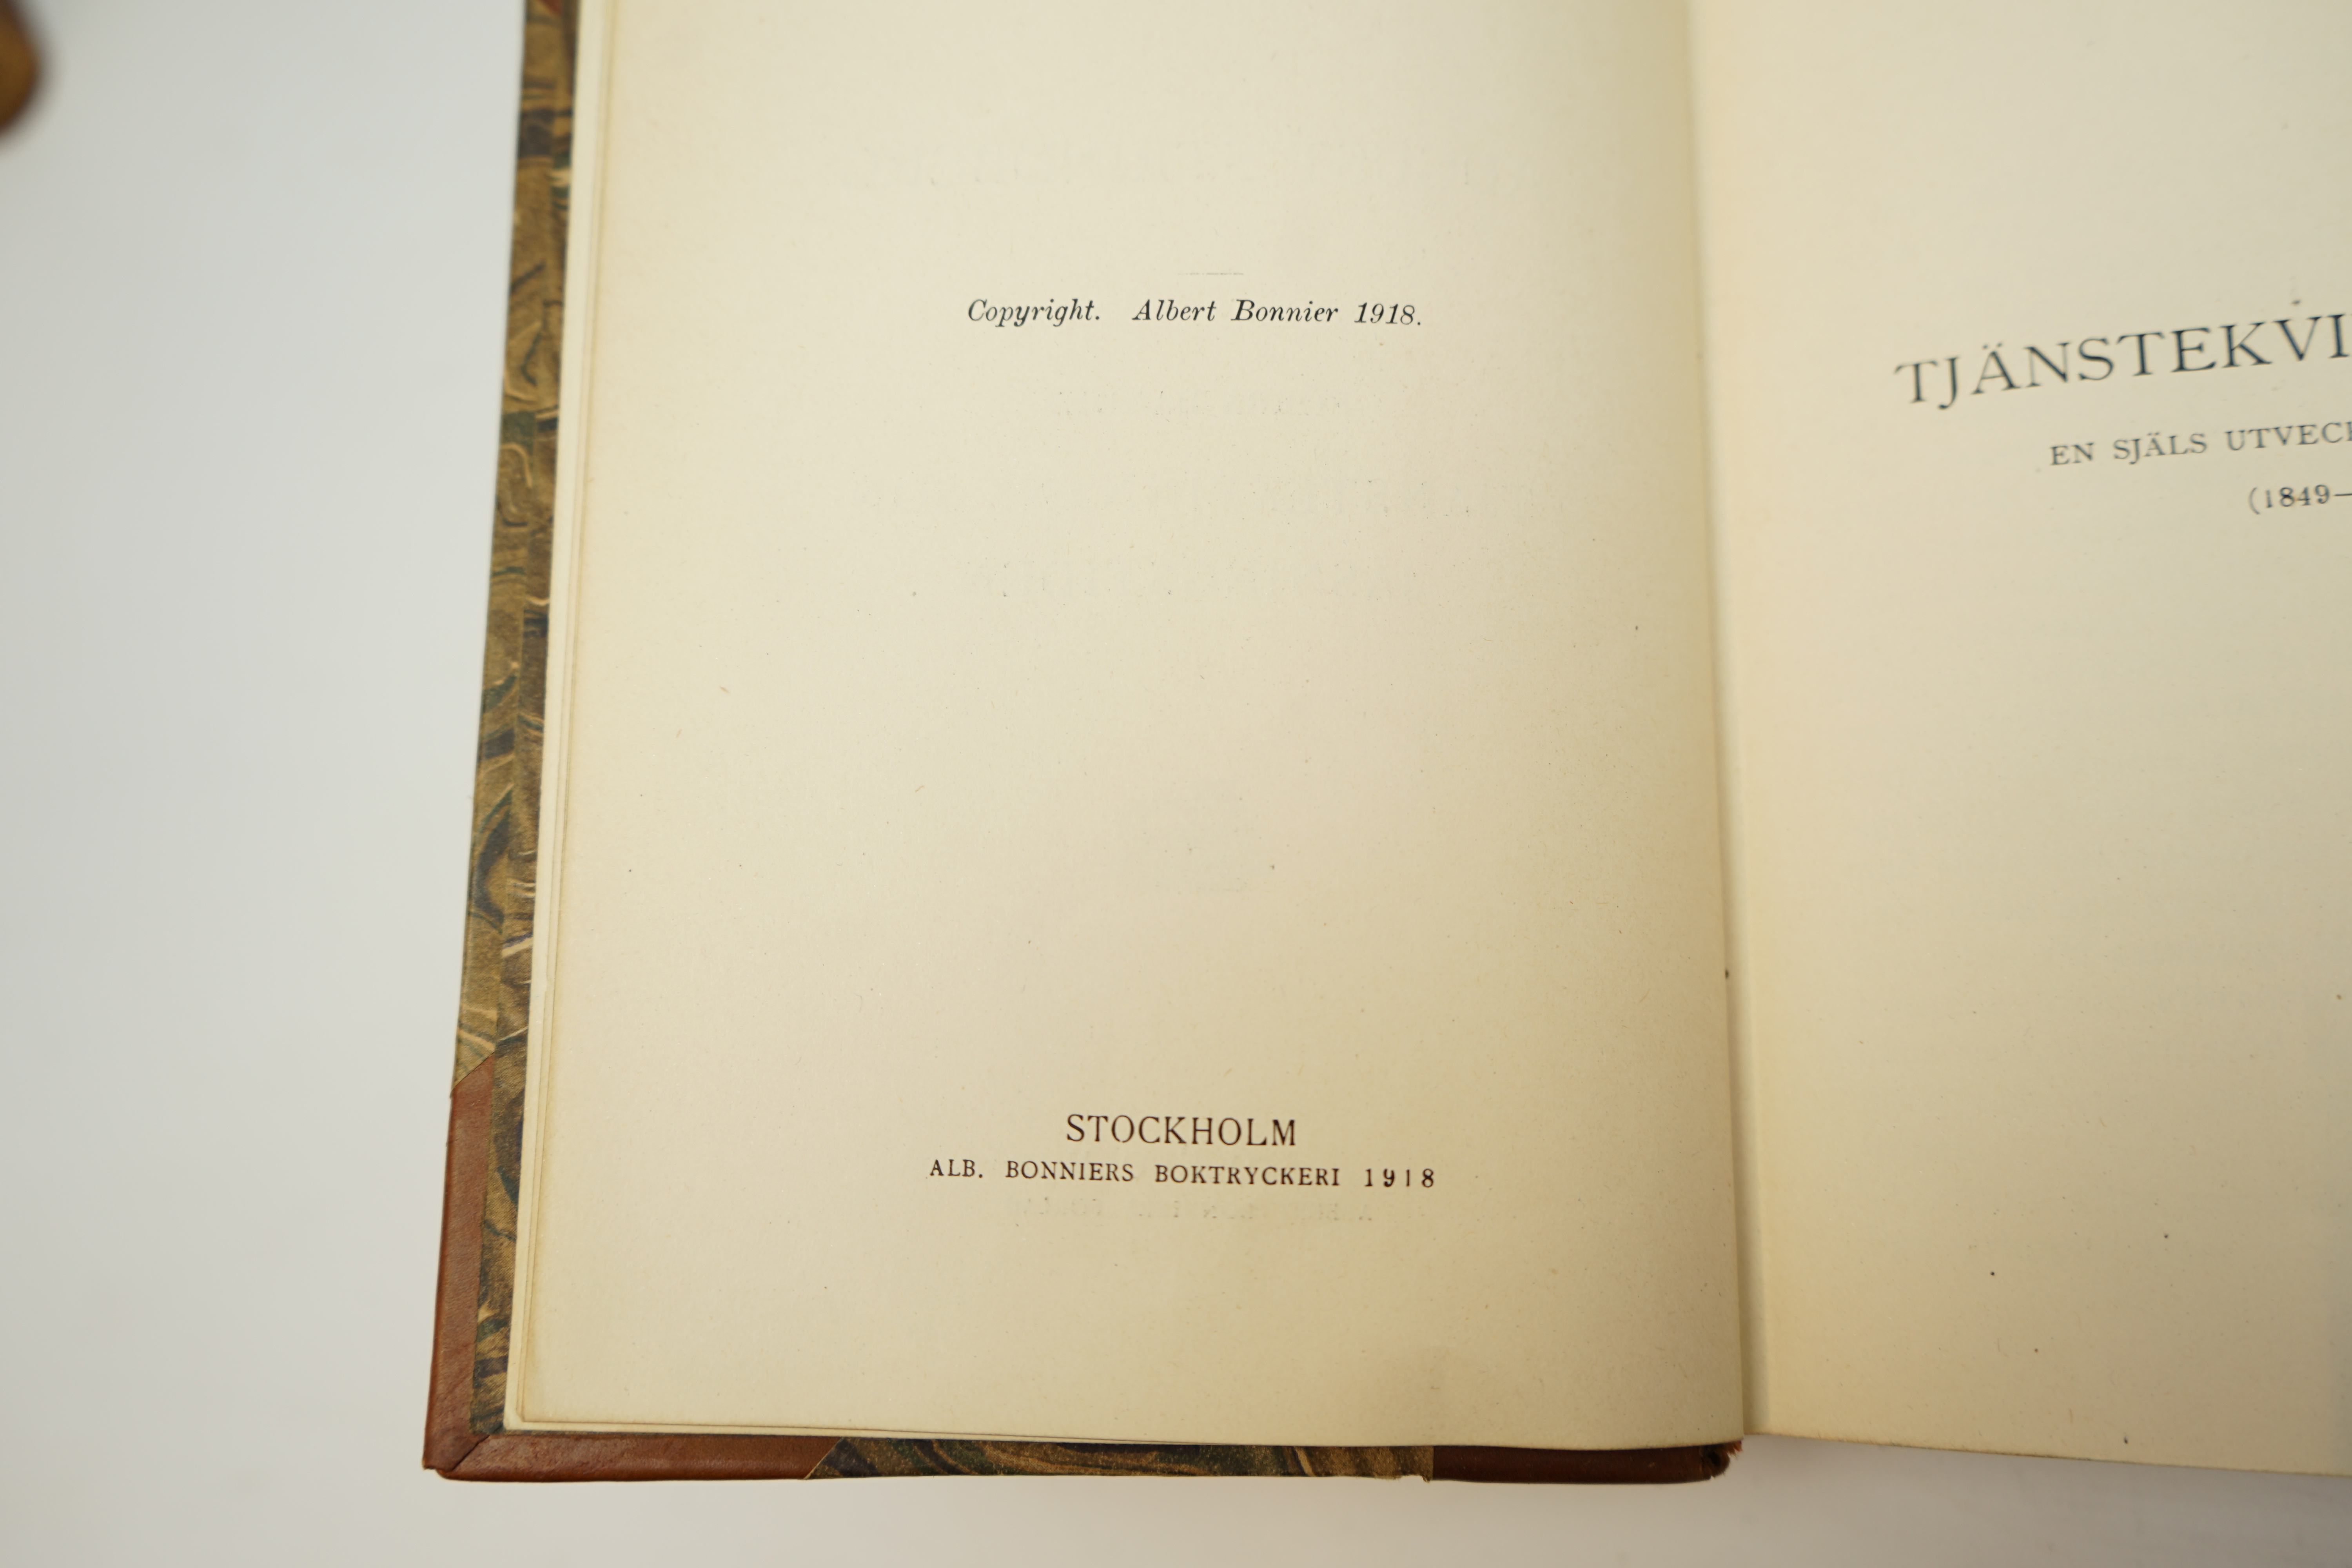 Copyright. Albert Bonnier 1918.
STOCKHOLM
ALB. BONNIERS BOKTRYCKERI 1918
TJÄNSTEKVI
EN SJÄLS UTVECK
(1849—